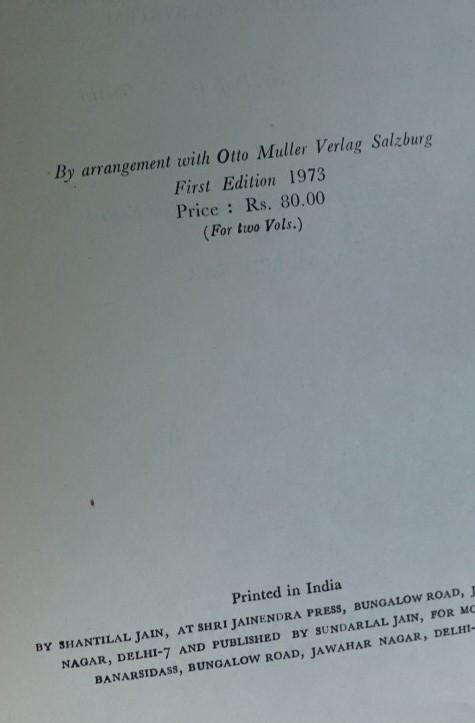 By arrangement with Otto Muller Verlag Salzburg
First Edition 1973
Price : Rs. 80.00
(For two Vols.)
Printed in India
BY SHANTILAL JAIN, AT SHRI JAINENDRA PRESS, BUNGALOW ROAD, J
NAGAR, DELHI-7 AND PUBLISHED BY SUNDARLAL JAIN, FOR MO
BANARSIDASS, BUNGALOW ROAD, JAWAHAR NAGAR, DELHI-